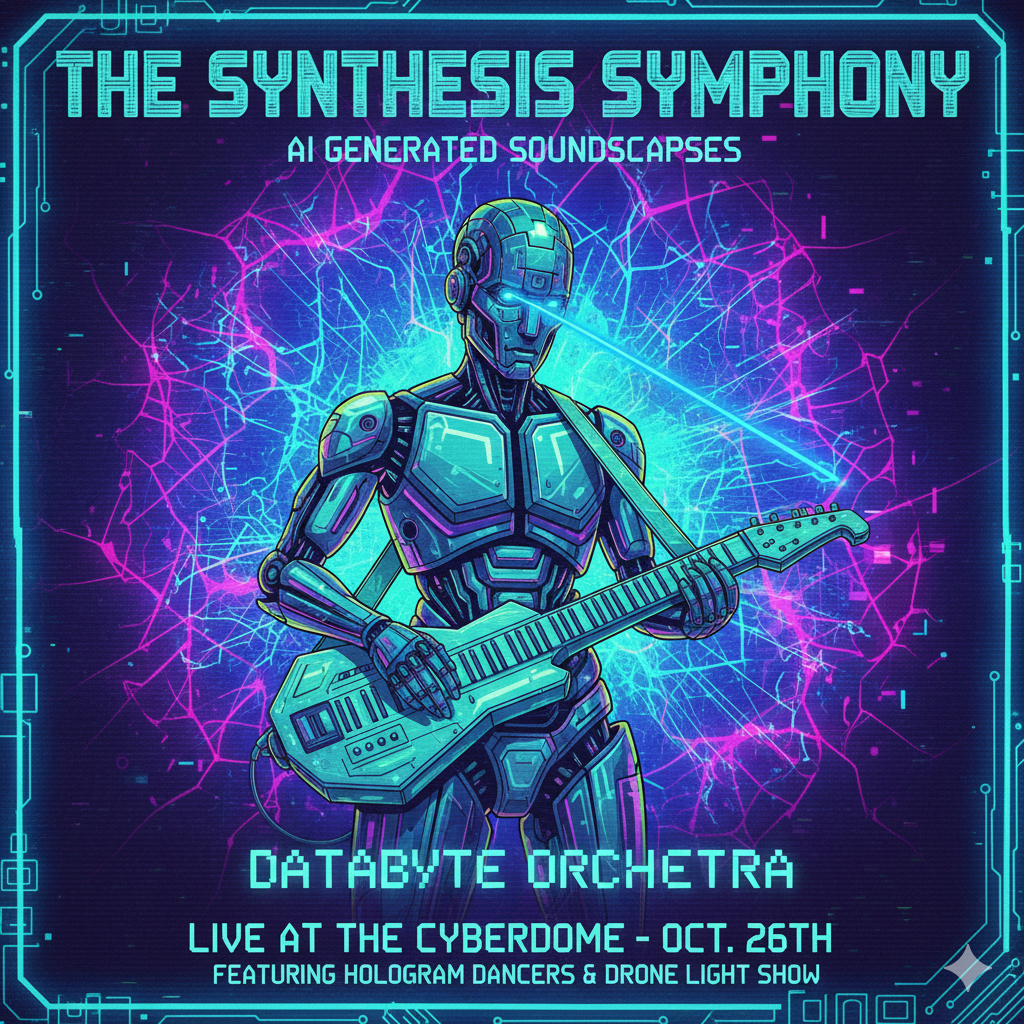 THE SYNTHESIS SYMPHONY
AI GENERATED SOUNDSCAPSES
DATABYTE ORCHETRA
LIVE AT THE CYBERDOME - OCT. 26TH
FEATURING HOLOGRAM DANCERS & DRONE LIGHT SHOW